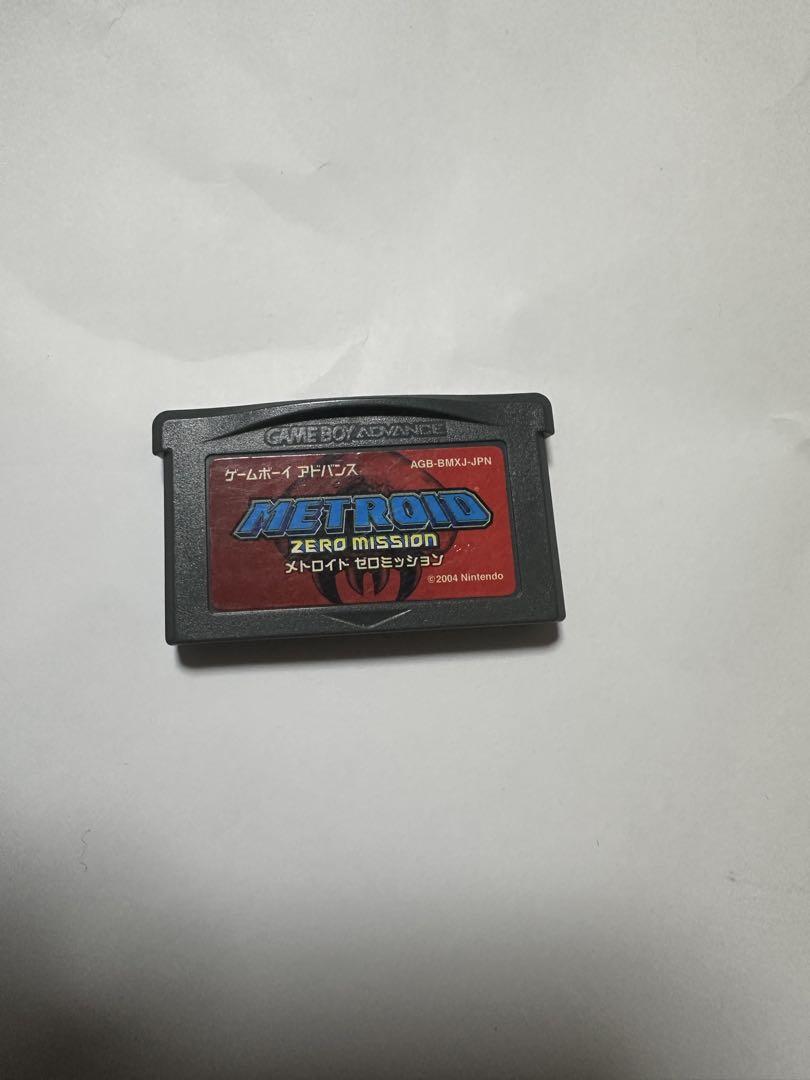 GAME BOY ADVANCE
ゲームボーイ アドバンス AGB-BMXJ-JPN
METROID
ZERO MISSION
メトロイド ゼロミッション
©2004 Nintendo